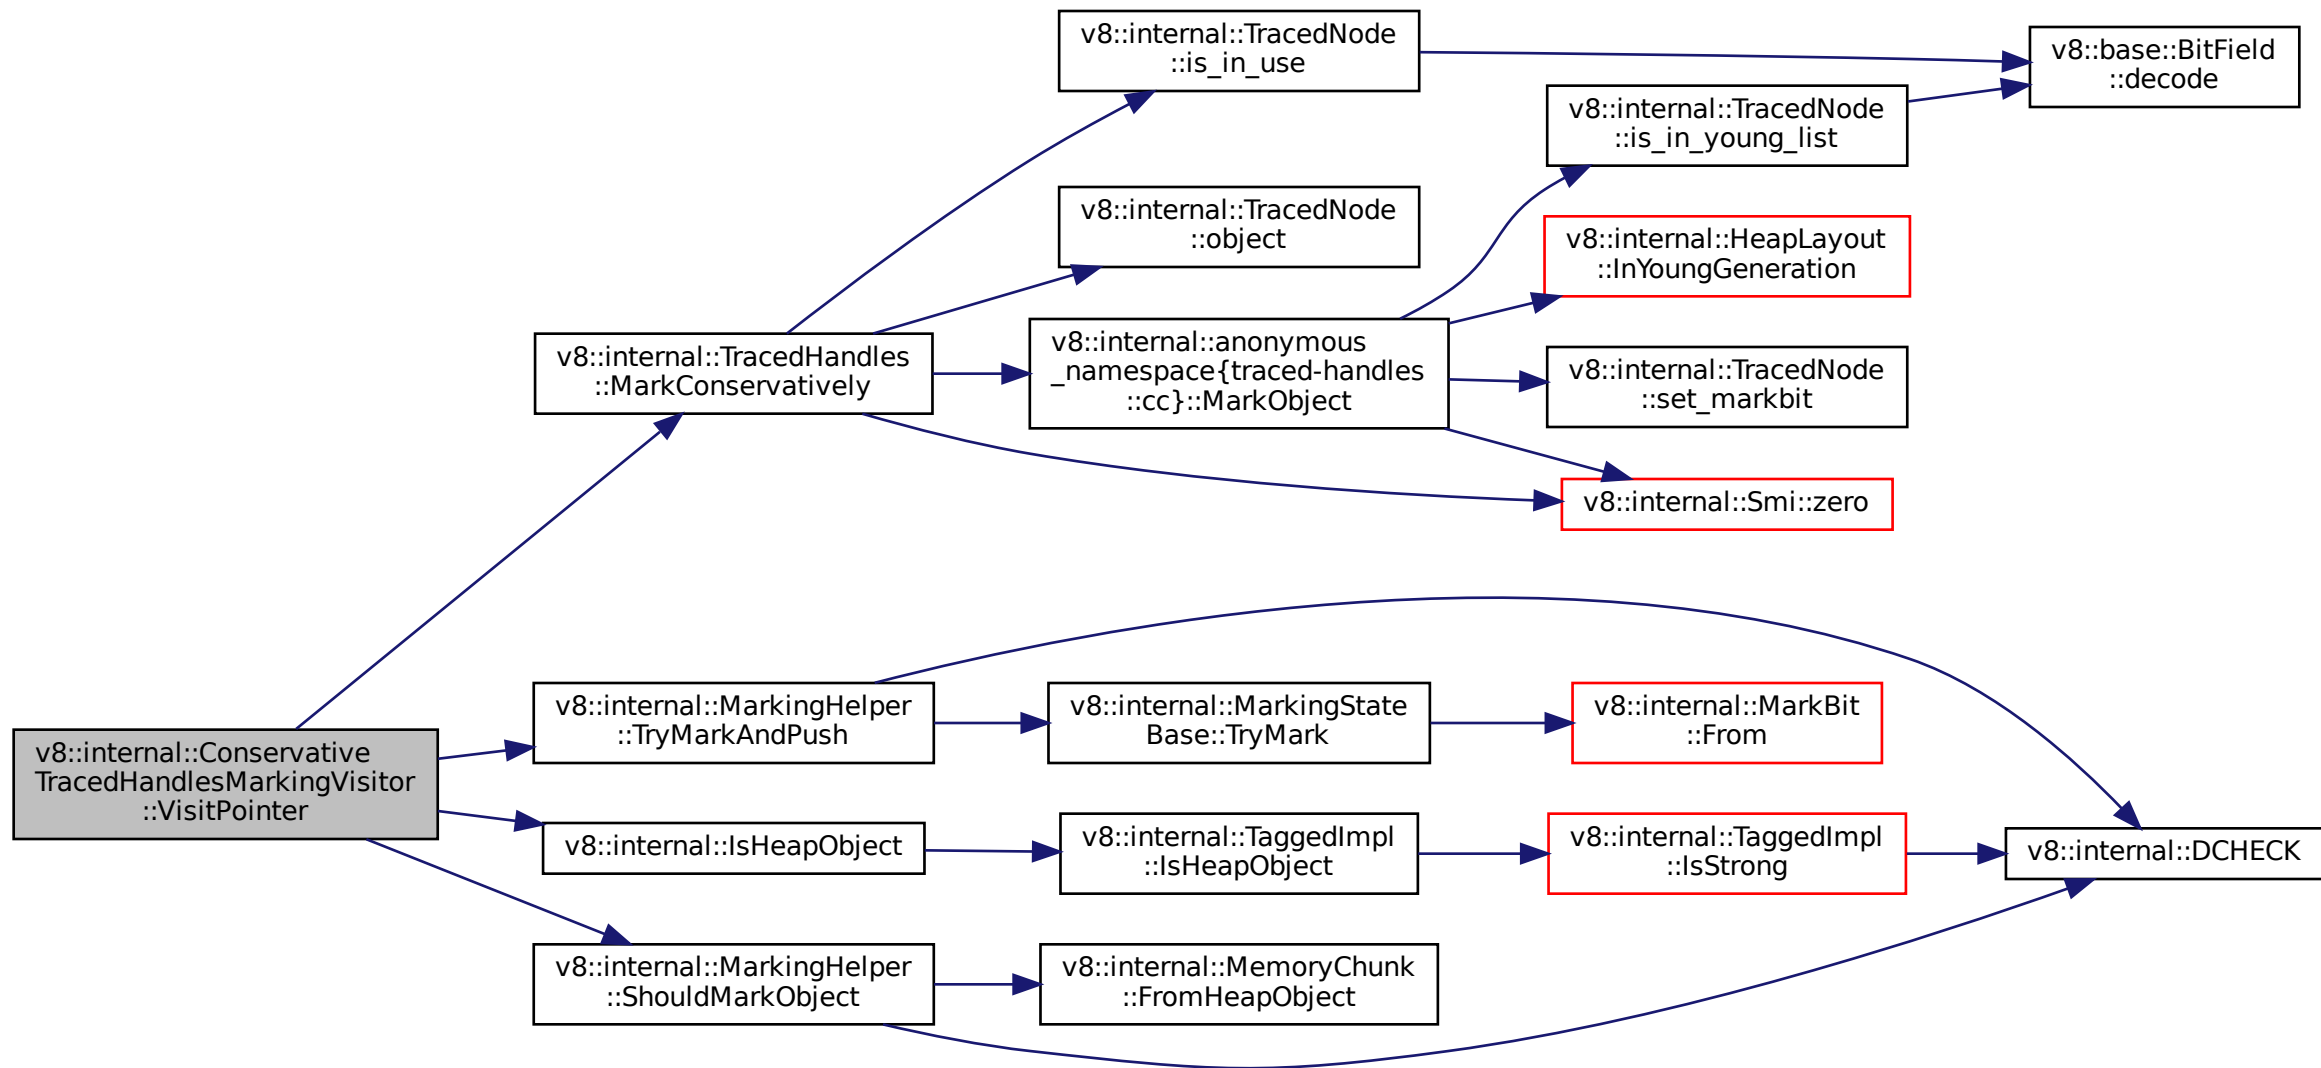 v8::internal::Conservative
TracedHandlesMarkingVisitor
::VisitPointer
v8::internal::TracedHandles
::MarkConservatively
v8::internal::TracedNode
::is_in_use
v8::base::BitField
::decode
v8::internal::TracedNode
::object
v8::internal::anonymous
_namespace{traced-handles
::cc}::MarkObject
v8::internal::TracedNode
::is_in_young_list
v8::internal::HeapLayout
::InYoungGeneration
v8::internal::TracedNode
::set_markbit
v8::internal::Smi::zero
v8::internal::MarkingHelper
::TryMarkAndPush
v8::internal::MarkingState
Base::TryMark
v8::internal::MarkBit
::From
v8::internal::IsHeapObject
v8::internal::TaggedImpl
::IsHeapObject
v8::internal::TaggedImpl
::IsStrong
v8::internal::DCHECK
v8::internal::MarkingHelper
::ShouldMarkObject
v8::internal::MemoryChunk
::FromHeapObject